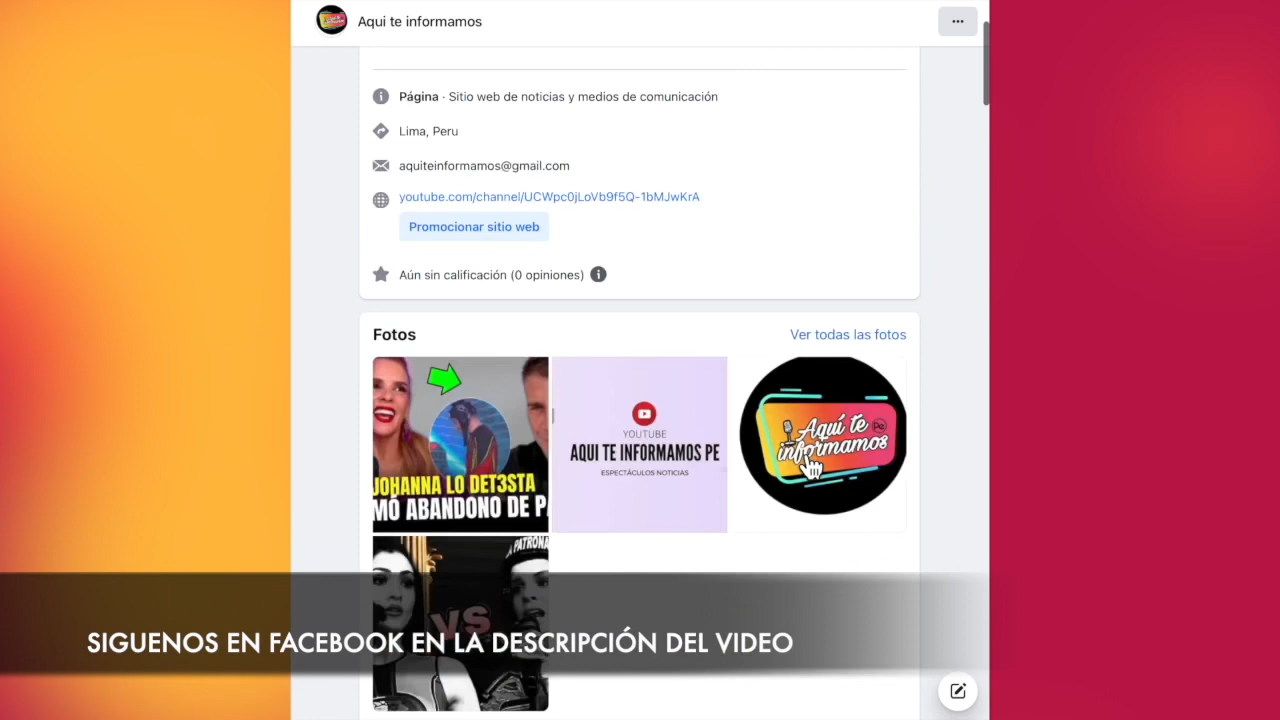 Aqui te informamos
Página · Sitio web de noticias y medios de comunicación
Lima, Peru
aquiteinformamos@gmail.com
youtube.com/channel/UCWpc0jLoVb9f5Q-1bMJwKrA
Promocionar sitio web
Aún sin calificación (0 opiniones)
Fotos
Ver todas las fotos
JOHANNA LO DET3STA
MÓ ABANDONO DE P
YOUTUBE
AQUI TE INFORMAMOS PE
ESPECTÁCULOS NOTICIAS
Aquí te
informamos
Pe
A PATRONA
VS
SIGUENOS EN FACEBOOK EN LA DESCRIPCIÓN DEL VIDEO